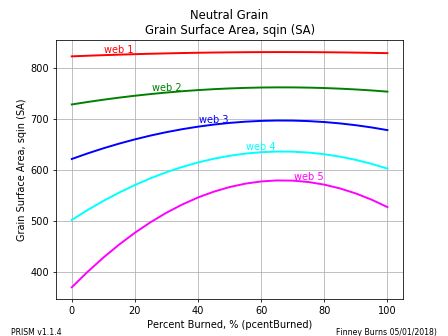 Neutral Grain
Grain Surface Area, sqin (SA)
web 1
web 2
web 3
web 4
web 5
800
700
600
500
400
Grain Surface Area, sqin (SA)
0 20 40 60 80 100
Percent Burned, % (pcentBurned)
PRISM v1.1.4 Finney Burns 05/01/2018)